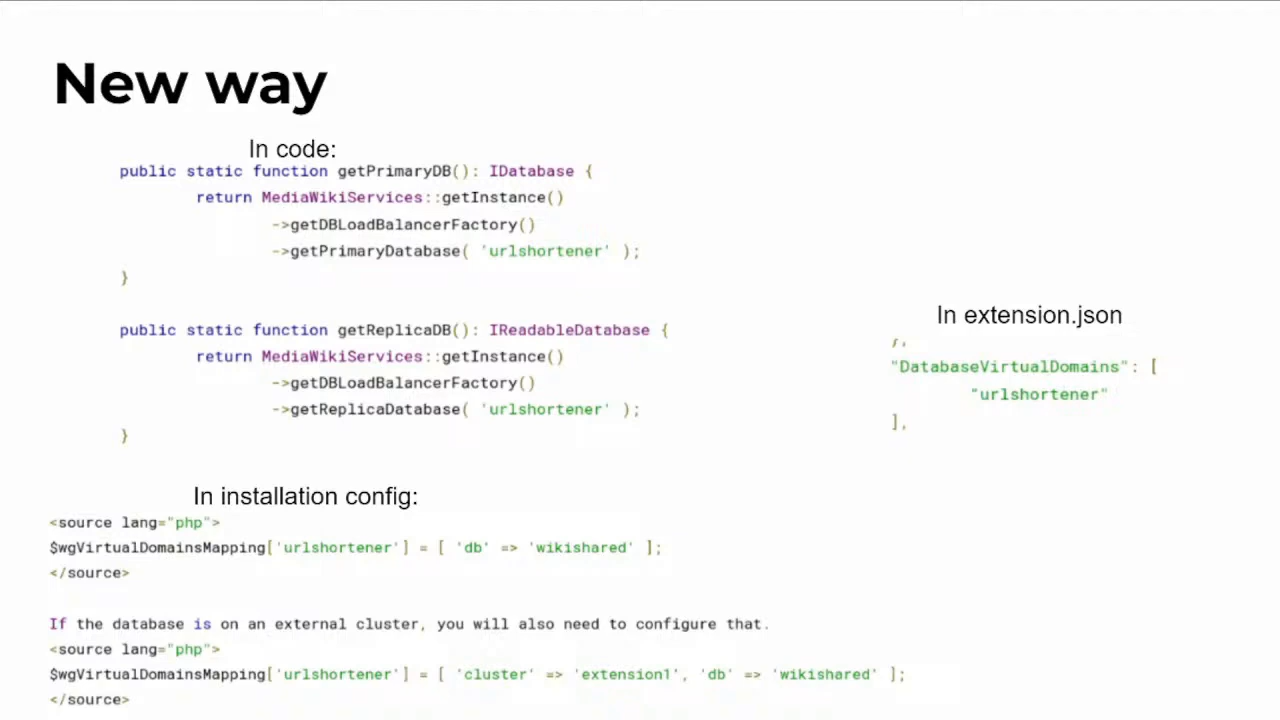 New way
In code:
public static function getPrimaryDB(): IDatabase {
return MediaWikiServices::getInstance()
->getDBLoadBalancerFactory()
->getPrimaryDatabase( 'urlshortener' );
}
public static function getReplicaDB(): IReadableDatabase {
return MediaWikiServices::getInstance()
->getDBLoadBalancerFactory()
->getReplicaDatabase( 'urlshortener' );
}
In extension.json
},
"DatabaseVirtualDomains": [
"urlshortener"
],
In installation config:
<source lang="php">
$wgVirtualDomainsMapping['urlshortener'] = [ 'db' => 'wikishared' ];
</source>
If the database is on an external cluster, you will also need to configure that.
<source lang="php">
$wgVirtualDomainsMapping['urlshortener'] = [ 'cluster' => 'extension1', 'db' => 'wikishared' ];
</source>